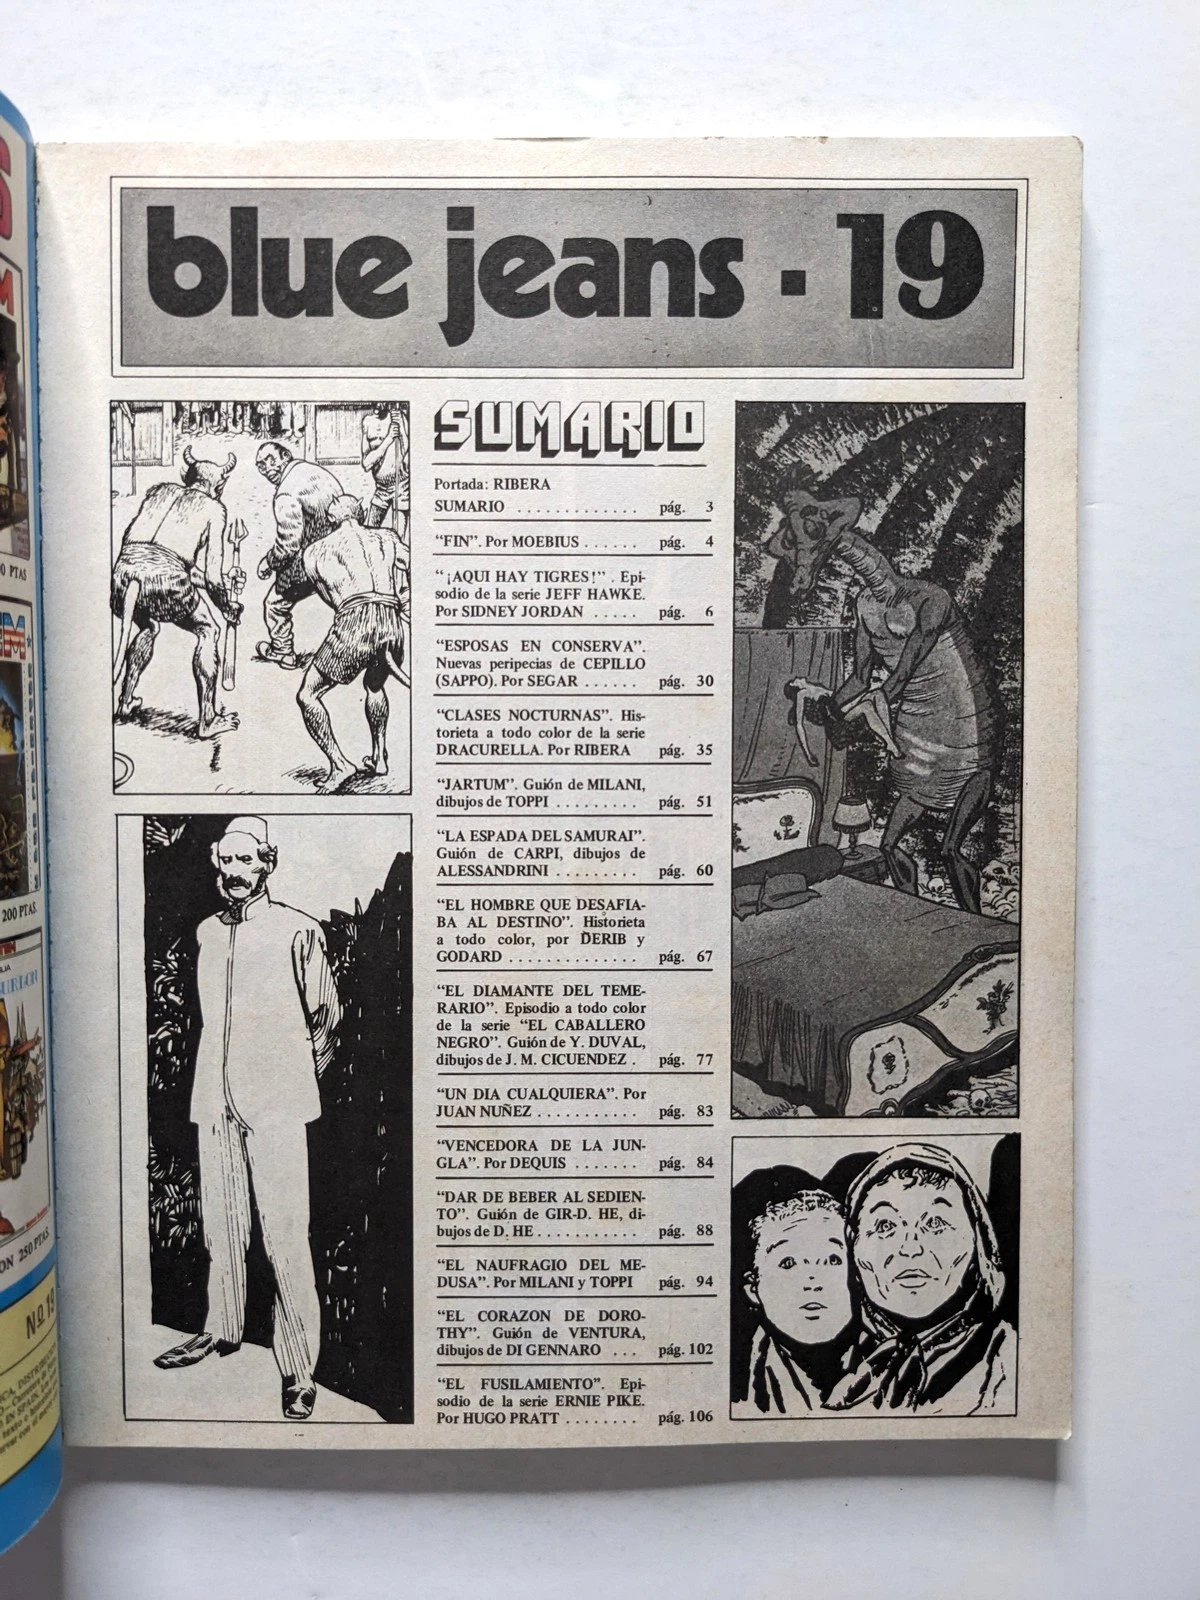 blue jeans - 19
SUMARIO
Portada: RIBERA
SUMARIO . . . . . . . . . . . . . pág. 3
“FIN”. Por MOEBIUS . . . . . . pág. 4
“¡AQUI HAY TIGRES!” . Epi-
sodio de la serie JEFF HAWKE.
Por SIDNEY JORDAN . . . . . pág. 6
“ESPOSAS EN CONSERVA”.
Nuevas peripecias de CEPILLO
(SAPPO). Por SEGAR . . . . . . pág. 30
“CLASES NOCTURNAS”. His-
torieta a todo color de la serie
DRACURELLA. Por RIBERA pág. 35
“JARTUM”. Guión de MILANI,
dibujos de TOPPI . . . . . . . . . pág. 51
“LA ESPADA DEL SAMURAI”.
Guión de CARPI, dibujos de
ALESSANDRINI . . . . . . . . . pág. 60
“EL HOMBRE QUE DESAFIA-
BA AL DESTINO”. Historieta
a todo color, por DERIB y
GODARD . . . . . . . . . . . . . . pág. 67
“EL DIAMANTE DEL TEME-
RARIO”. Episodio a todo color
de la serie “EL CABALLERO
NEGRO”. Guión de Y. DUVAL,
dibujos de J. M. CICUENDEZ . pág. 77
“UN DIA CUALQUIERA”. Por
JUAN NUÑEZ . . . . . . . . . . . pág. 83
“VENCEDORA DE LA JUN-
GLA”. Por DEQUIS . . . . . . . pág. 84
“DAR DE BEBER AL SEDIEN-
TO”. Guión de GIR-D. HE, di-
bujos de D. HE . . . . . . . . . . . pág. 88
“EL NAUFRAGIO DEL ME-
DUSA”. Por MILANI y TOPPI pág. 94
“EL CORAZON DE DORO-
THY”. Guión de VENTURA,
dibujos de DI GENNARO . . . pág. 102
“EL FUSILAMIENTO”. Epi-
sodio de la serie ERNIE PIKE.
Por HUGO PRATT . . . . . . . . pág. 106
PTAS
200 PTAS.
250 PTAS.
Nº 19